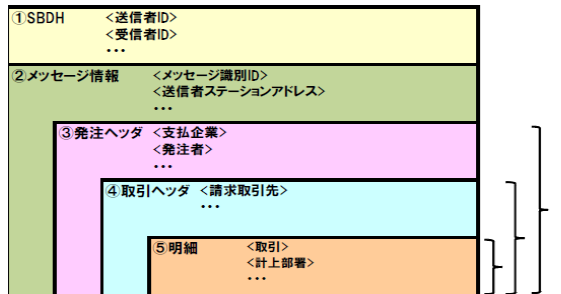 ①SBDH <送信者ID>
<受信者ID>
・・・
②メッセージ情報 <メッセージ識別ID>
<送信者ステーションアドレス>
・・・
③発注ヘッダ <支払企業>
<発注者>
・・・
④取引ヘッダ <請求取引先>
・・・
⑤明細 <取引>
<計上部署>
・・・